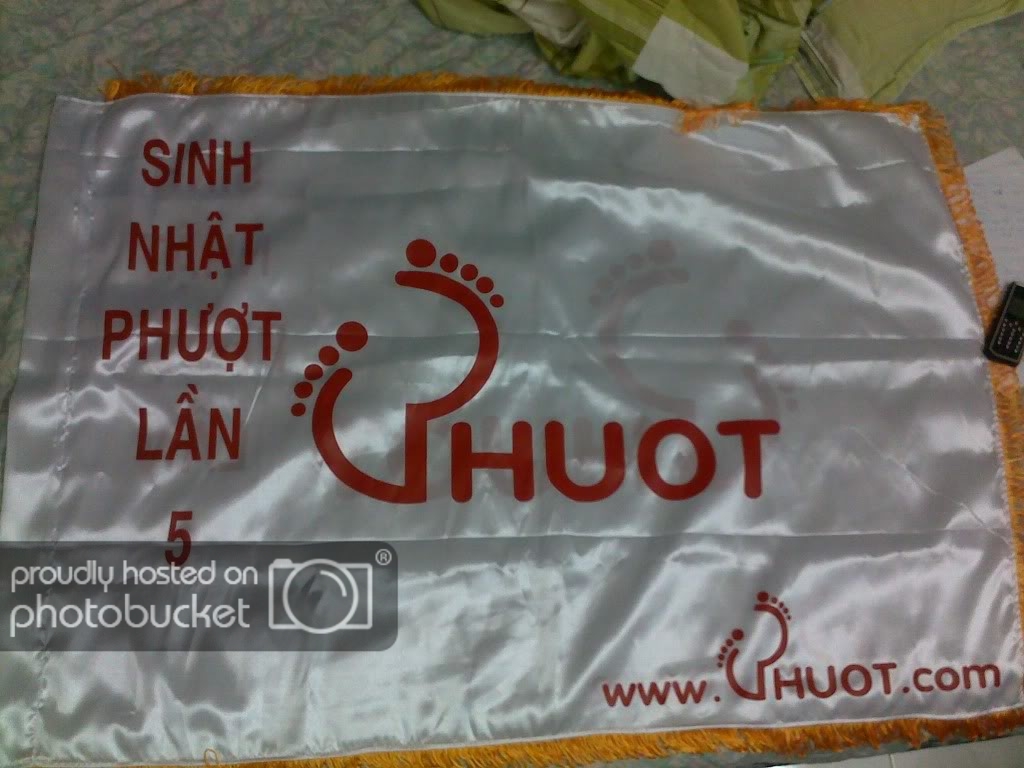 SINH
NHẬT
PHƯỢT
LẦN
5
PHUOT
www.PHUOT.com
proudly hosted on
photobucket®